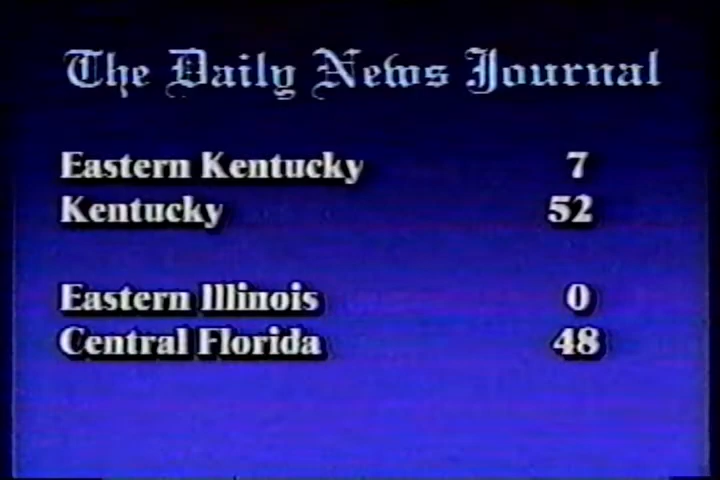 The Daily News Journal
Eastern Kentucky 7
Kentucky 52
Eastern Illinois 0
Central Florida 48